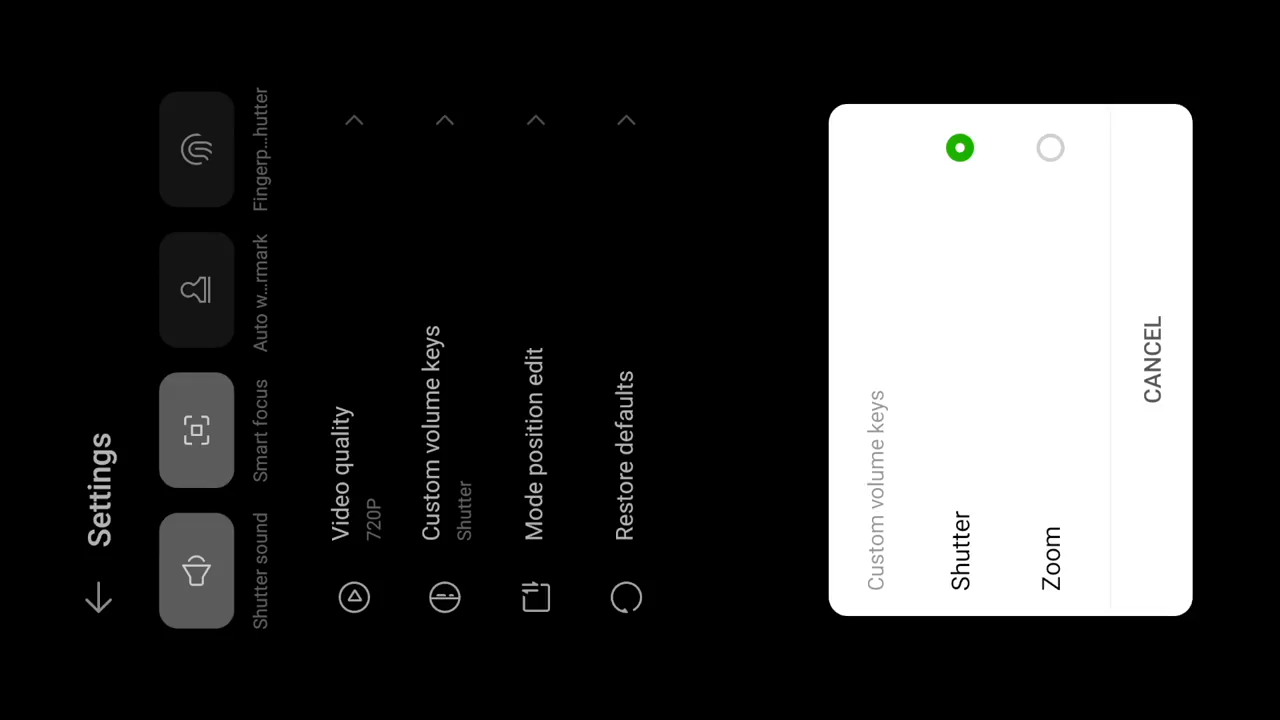 Settings
Shutter sound
Smart focus
Auto w...rmark
Fingerp...hutter
Video quality
720P
Custom volume keys
Shutter
Mode position edit
Restore defaults
Custom volume keys
Shutter
Zoom
CANCEL